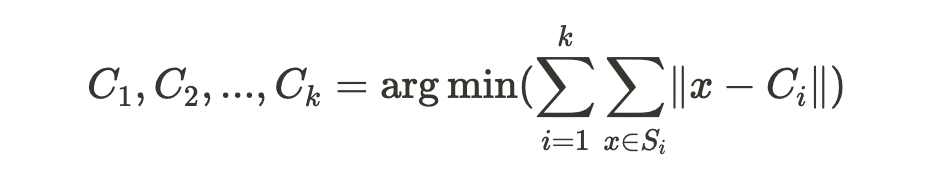 C₁, C₂, ..., Cₖ = arg min(∑ᵢ₌₁ᵏ ∑_{x∈Sᵢ} ‖x − Cᵢ‖)